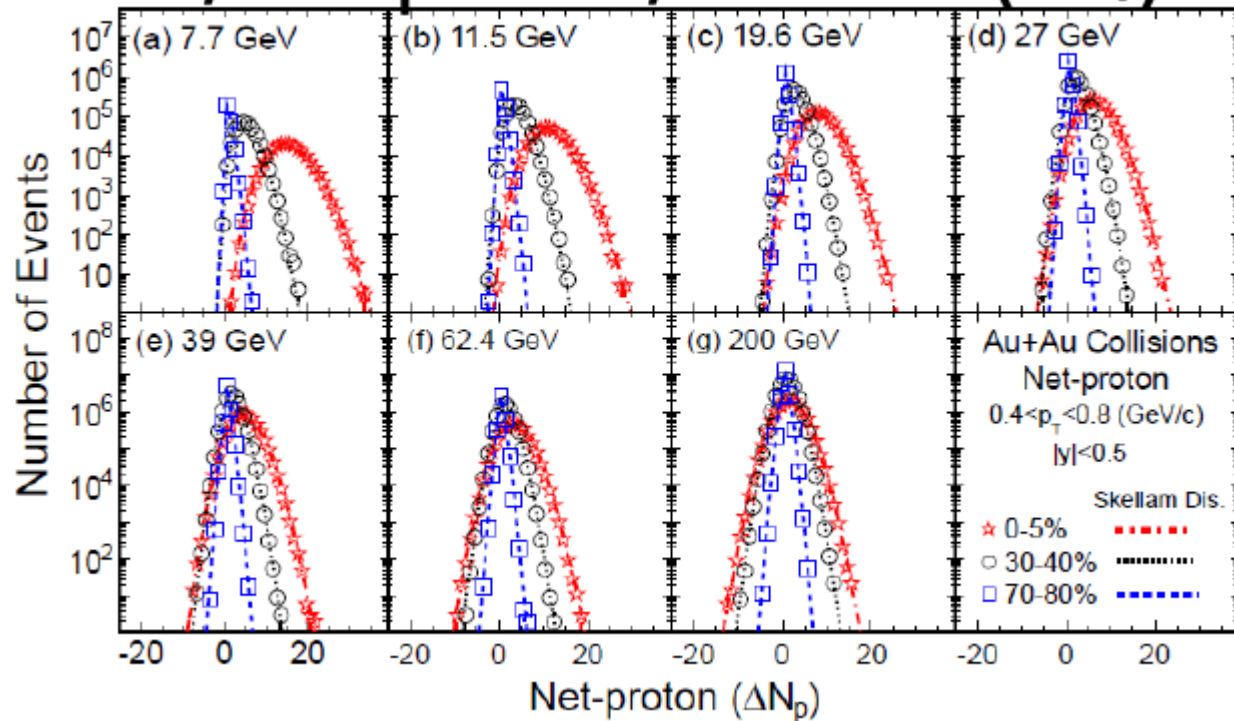 (a) 7.7 GeV
(b) 11.5 GeV
(c) 19.6 GeV
(d) 27 GeV
10⁷
10⁶
10⁵
10⁴
10³
10²
10
(e) 39 GeV
(f) 62.4 GeV
(g) 200 GeV
10⁸
10⁶
10⁴
10²
Au+Au Collisions
Net-proton
0.4<p_T<0.8 (GeV/c)
|y|<0.5
Skellam Dis.
0-5%
30-40%
70-80%
Number of Events
-20 0 20 -20 0 20 -20 0 20 -20 0 20
Net-proton (ΔN_p)